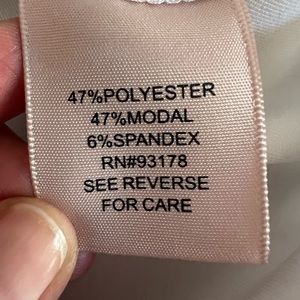 47%POLYESTER
47%MODAL
6%SPANDEX
RN#93178
SEE REVERSE
FOR CARE